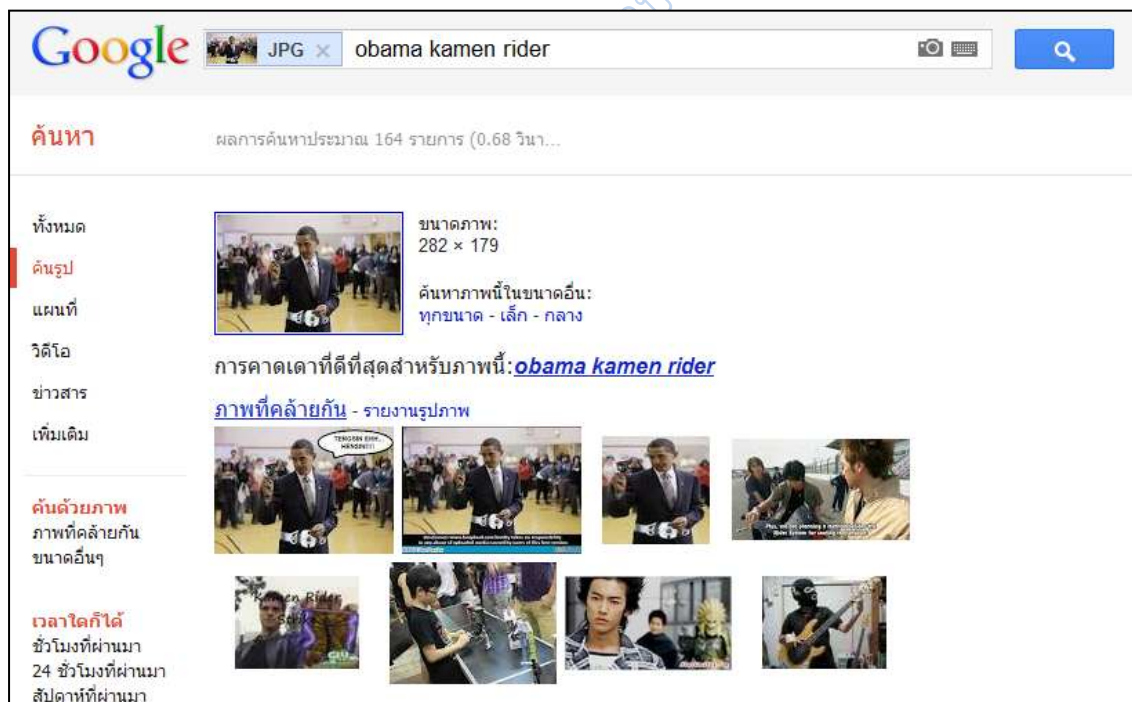 Google JPG × obama kamen rider
ค้นหา
ผลการค้นหาประมาณ 164 รายการ (0.68 วินา...
ทั้งหมด
ค้นรูป
แผนที่
วิดีโอ
ข่าวสาร
เพิ่มเติม
ค้นด้วยภาพ
ภาพที่คล้ายกัน
ขนาดอื่นๆ
เวลาใดก็ได้
ชั่วโมงที่ผ่านมา
24 ชั่วโมงที่ผ่านมา
สัปดาห์ที่ผ่านมา
ขนาดภาพ:
282 × 179
ค้นหาภาพนี้ในขนาดอื่น:
ทุกขนาด - เล็ก - กลาง
การคาดเดาที่ดีที่สุดสำหรับภาพนี้: obama kamen rider
ภาพที่คล้ายกัน - รายงานรูปภาพ
TENGSIN EHH...
HENSIN!!!
Kamen Rider